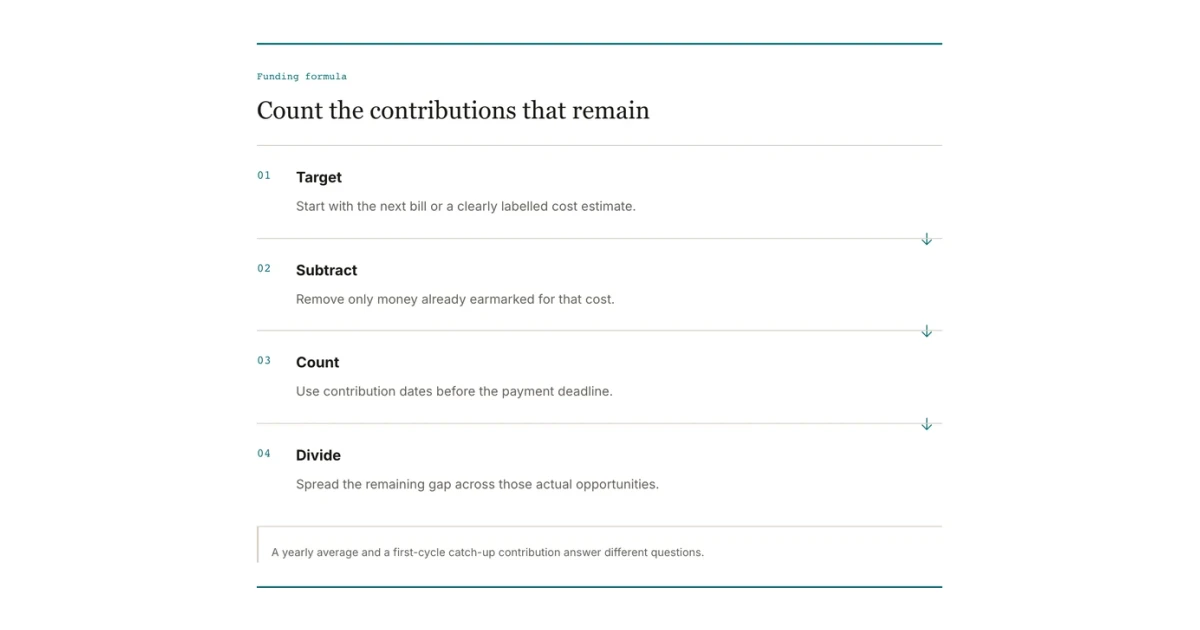 Funding formula
Count the contributions that remain
01 Target
Start with the next bill or a clearly labelled cost estimate.
02 Subtract
Remove only money already earmarked for that cost.
03 Count
Use contribution dates before the payment deadline.
04 Divide
Spread the remaining gap across those actual opportunities.
A yearly average and a first-cycle catch-up contribution answer different questions.